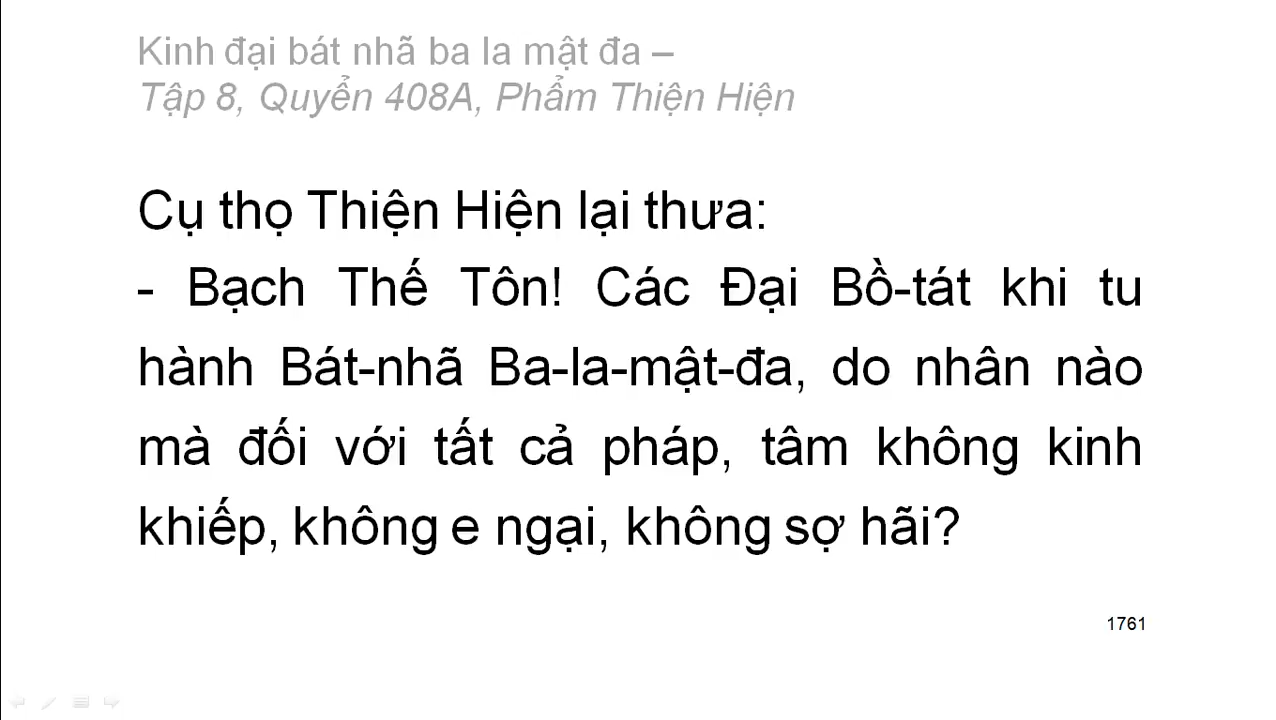 Kinh đại bát nhã ba la mật đa –
Tập 8, Quyển 408A, Phẩm Thiện Hiện
Cụ thọ Thiện Hiện lại thưa:
- Bạch Thế Tôn! Các Đại Bồ-tát khi tu
hành Bát-nhã Ba-la-mật-đa, do nhân nào
mà đối với tất cả pháp, tâm không kinh
khiếp, không e ngại, không sợ hãi?
1761